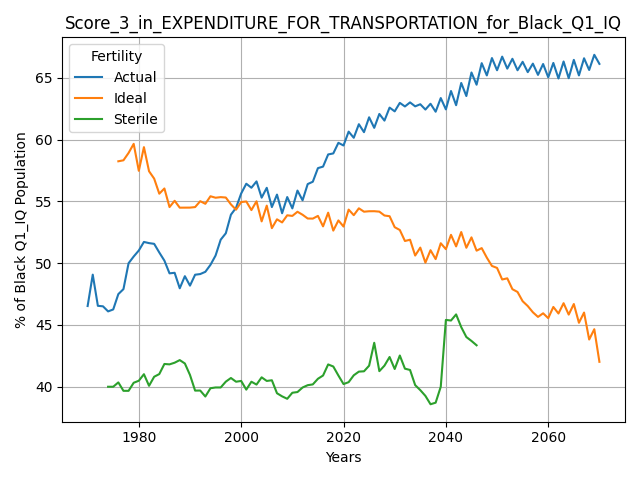 Score_3_in_EXPENDITURE_FOR_TRANSPORTATION_for_Black_Q1_IQ
Fertility
Actual
Ideal
Sterile
% of Black Q1_IQ Population
65
60
55
50
45
40
1980
2000
2020
2040
2060
Years